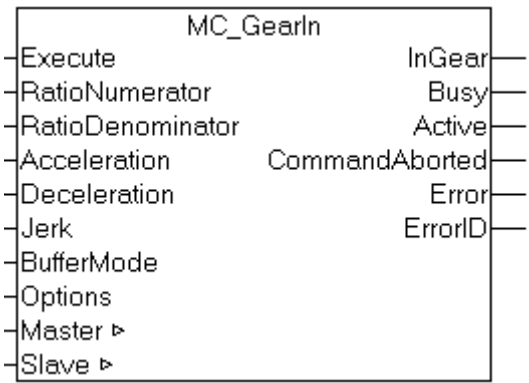 MC_GearIn
Execute InGear
RatioNumerator Busy
RatioDenominator Active
Acceleration CommandAborted
Deceleration Error
Jerk ErrorID
BufferMode
Options
Master ▹
Slave ▹